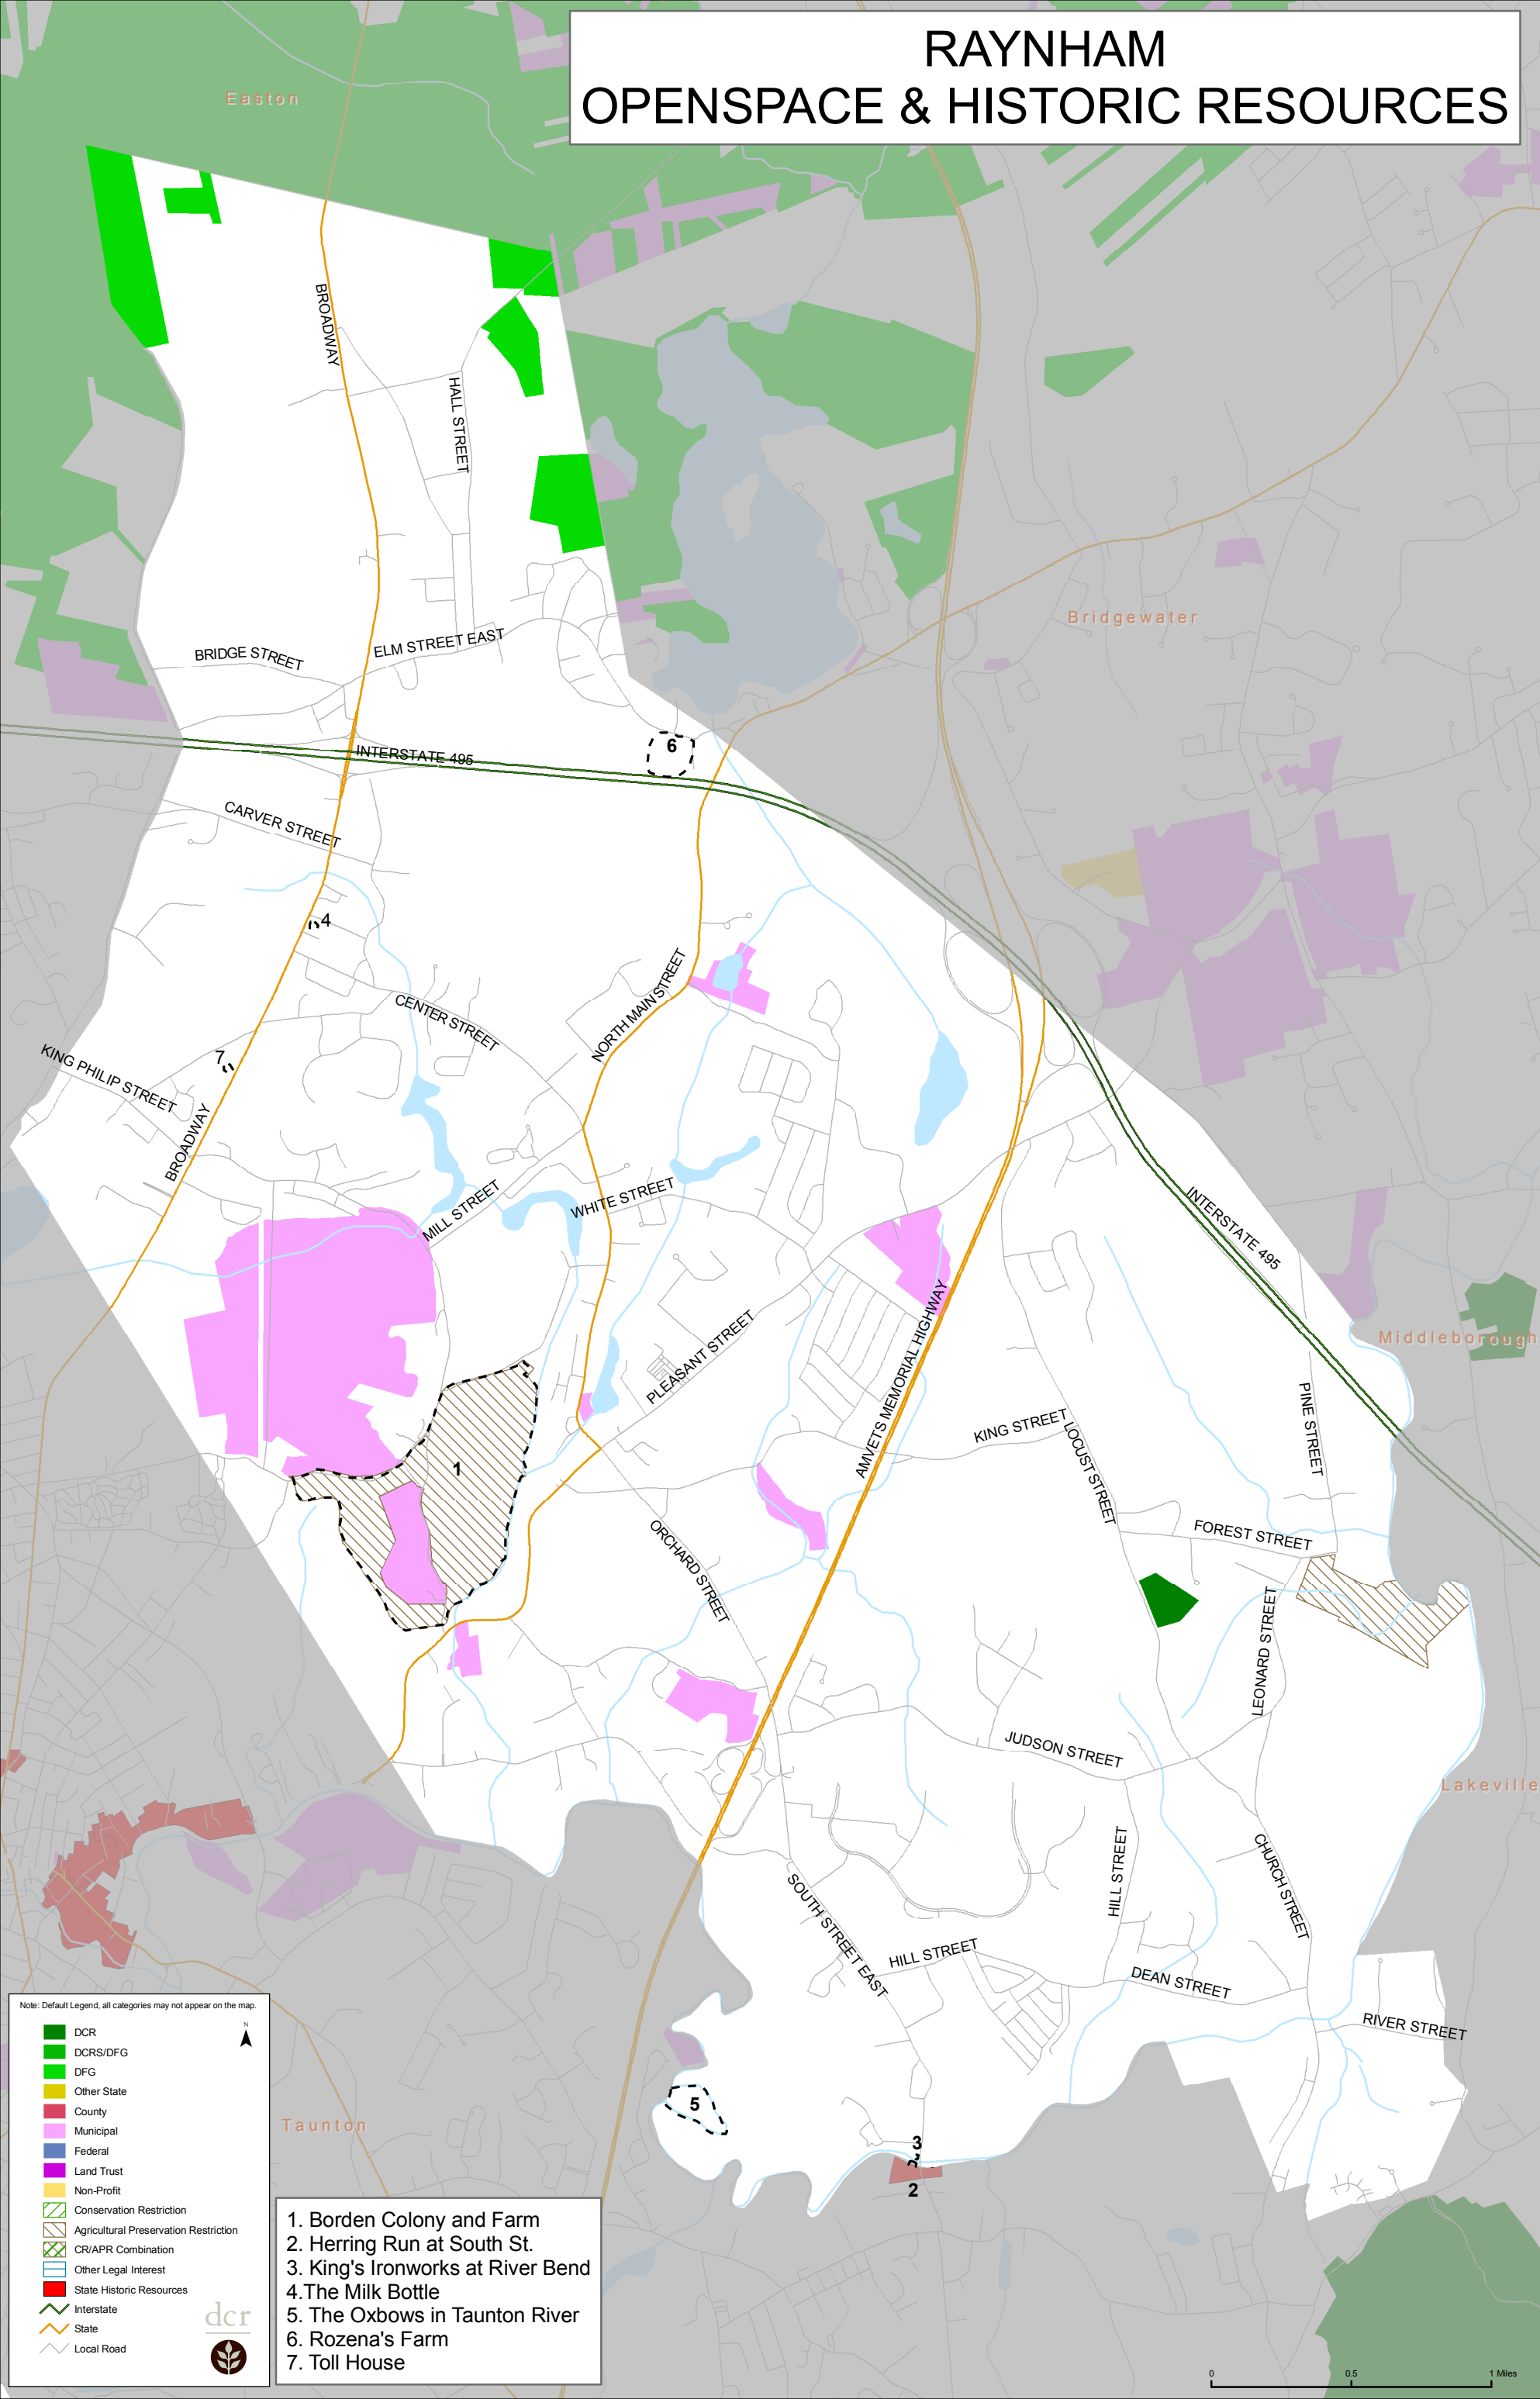 RAYNHAM
OPENSPACE & HISTORIC RESOURCES
Easton
BROADWAY
HALL STREET
Bridgewater
ELM STREET EAST
BRIDGE STREET
6
INTERSTATE 495
CARVER STREET
4
NORTH MAIN STREET
CENTER STREET
7
KING PHILIP STREET
BROADWAY
MILL STREET
WHITE STREET
INTERSTATE 495
Middleborough
PLEASANT STREET
AMVETS MEMORIAL HIGHWAY
PINE STREET
KING STREET
LOCUST STREET
1
FOREST STREET
ORCHARD STREET
LEONARD STREET
JUDSON STREET
Lakeville
HILL STREET
CHURCH STREET
SOUTH STREET EAST
HILL STREET
DEAN STREET
RIVER STREET
5
Taunton
3
2
Note: Default Legend, all categories may not appear on the map.
N
DCR
DCRS/DFG
DFG
Other State
County
Municipal
Federal
Land Trust
Non-Profit
Conservation Restriction
Agricultural Preservation Restriction
CR/APR Combination
Other Legal Interest
State Historic Resources
Interstate
State
Local Road
dcr
1. Borden Colony and Farm
2. Herring Run at South St.
3. King's Ironworks at River Bend
4.The Milk Bottle
5. The Oxbows in Taunton River
6. Rozena's Farm
7. Toll House
0 0.5 1 Miles